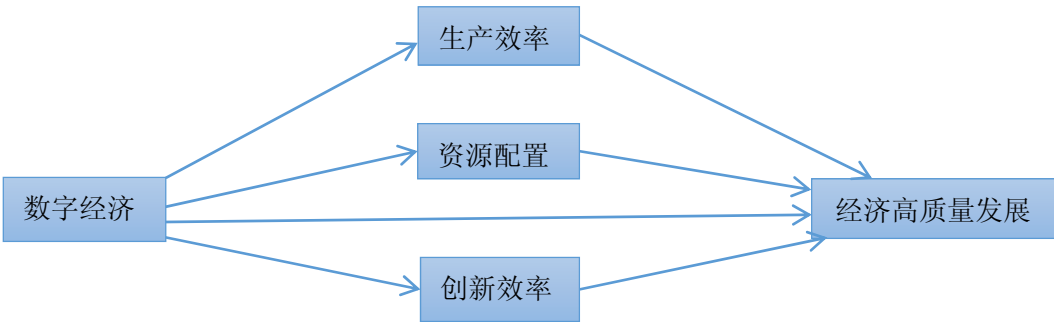 生产效率
资源配置
数字经济
经济高质量发展
创新效率